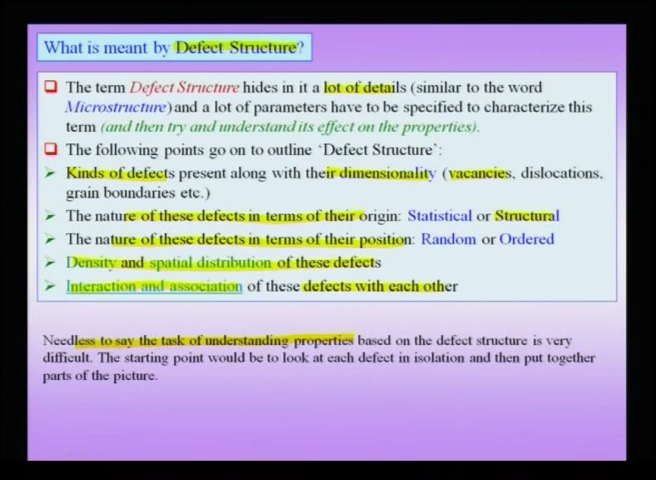 What is meant by Defect Structure?
❑ The term Defect Structure hides in it a lot of details (similar to the word
Microstructure) and a lot of parameters have to be specified to characterize this
term (and then try and understand its effect on the properties).
❑ The following points go on to outline 'Defect Structure':
➢ Kinds of defects present along with their dimensionality (vacancies, dislocations,
grain boundaries etc.)
➢ The nature of these defects in terms of their origin: Statistical or Structural
➢ The nature of these defects in terms of their position: Random or Ordered
➢ Density and spatial distribution of these defects
➢ Interaction and association of these defects with each other
Needless to say the task of understanding properties based on the defect structure is very
difficult. The starting point would be to look at each defect in isolation and then put together
parts of the picture.